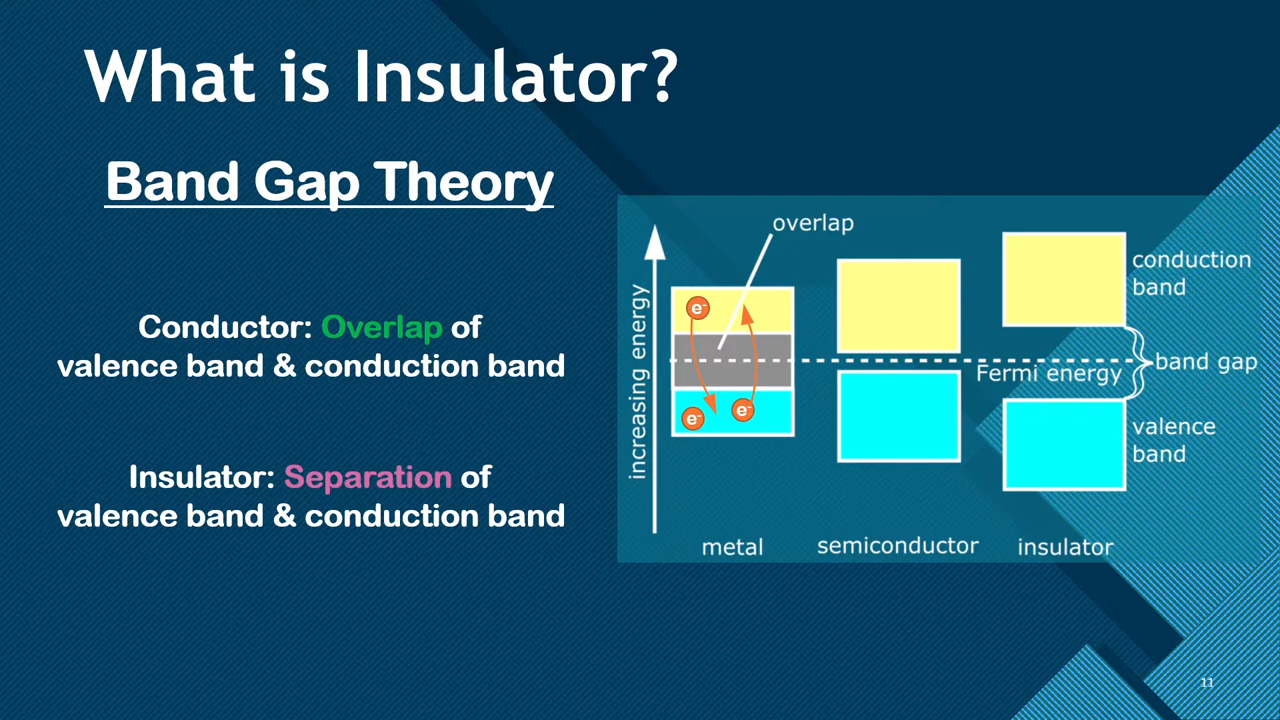 What is Insulator?
Band Gap Theory
Conductor: Overlap of
valence band & conduction band
Insulator: Separation of
valence band & conduction band
increasing energy
overlap
e-
e-
e-
conduction
band
band gap
Fermi energy
valence
band
metal
semiconductor
insulator
11